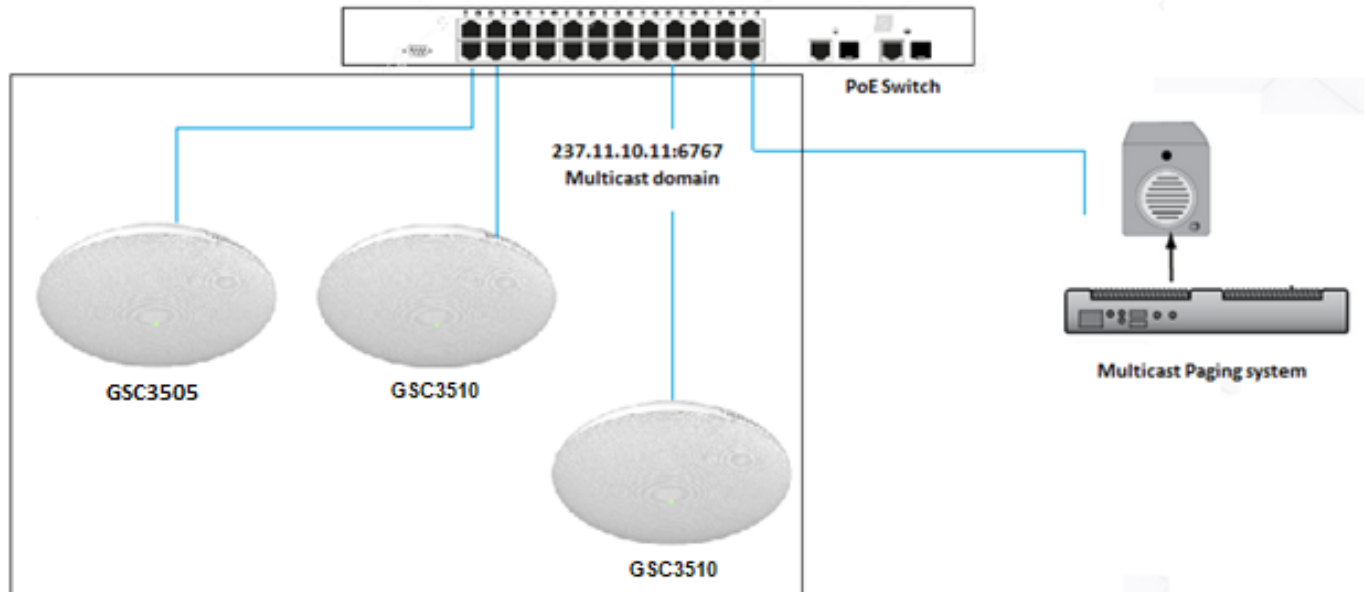 PoE Switch
237.11.10.11:6767
Multicast domain
GSC3505
GSC3510
Multicast Paging system
GSC3510